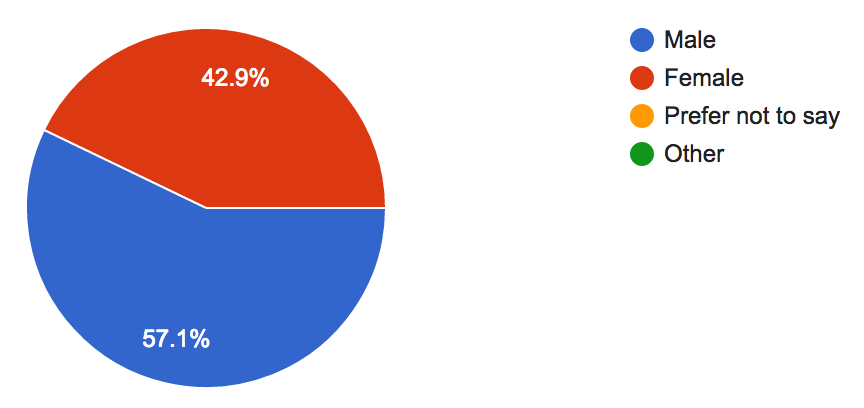 42.9%
57.1%
Male
Female
Prefer not to say
Other